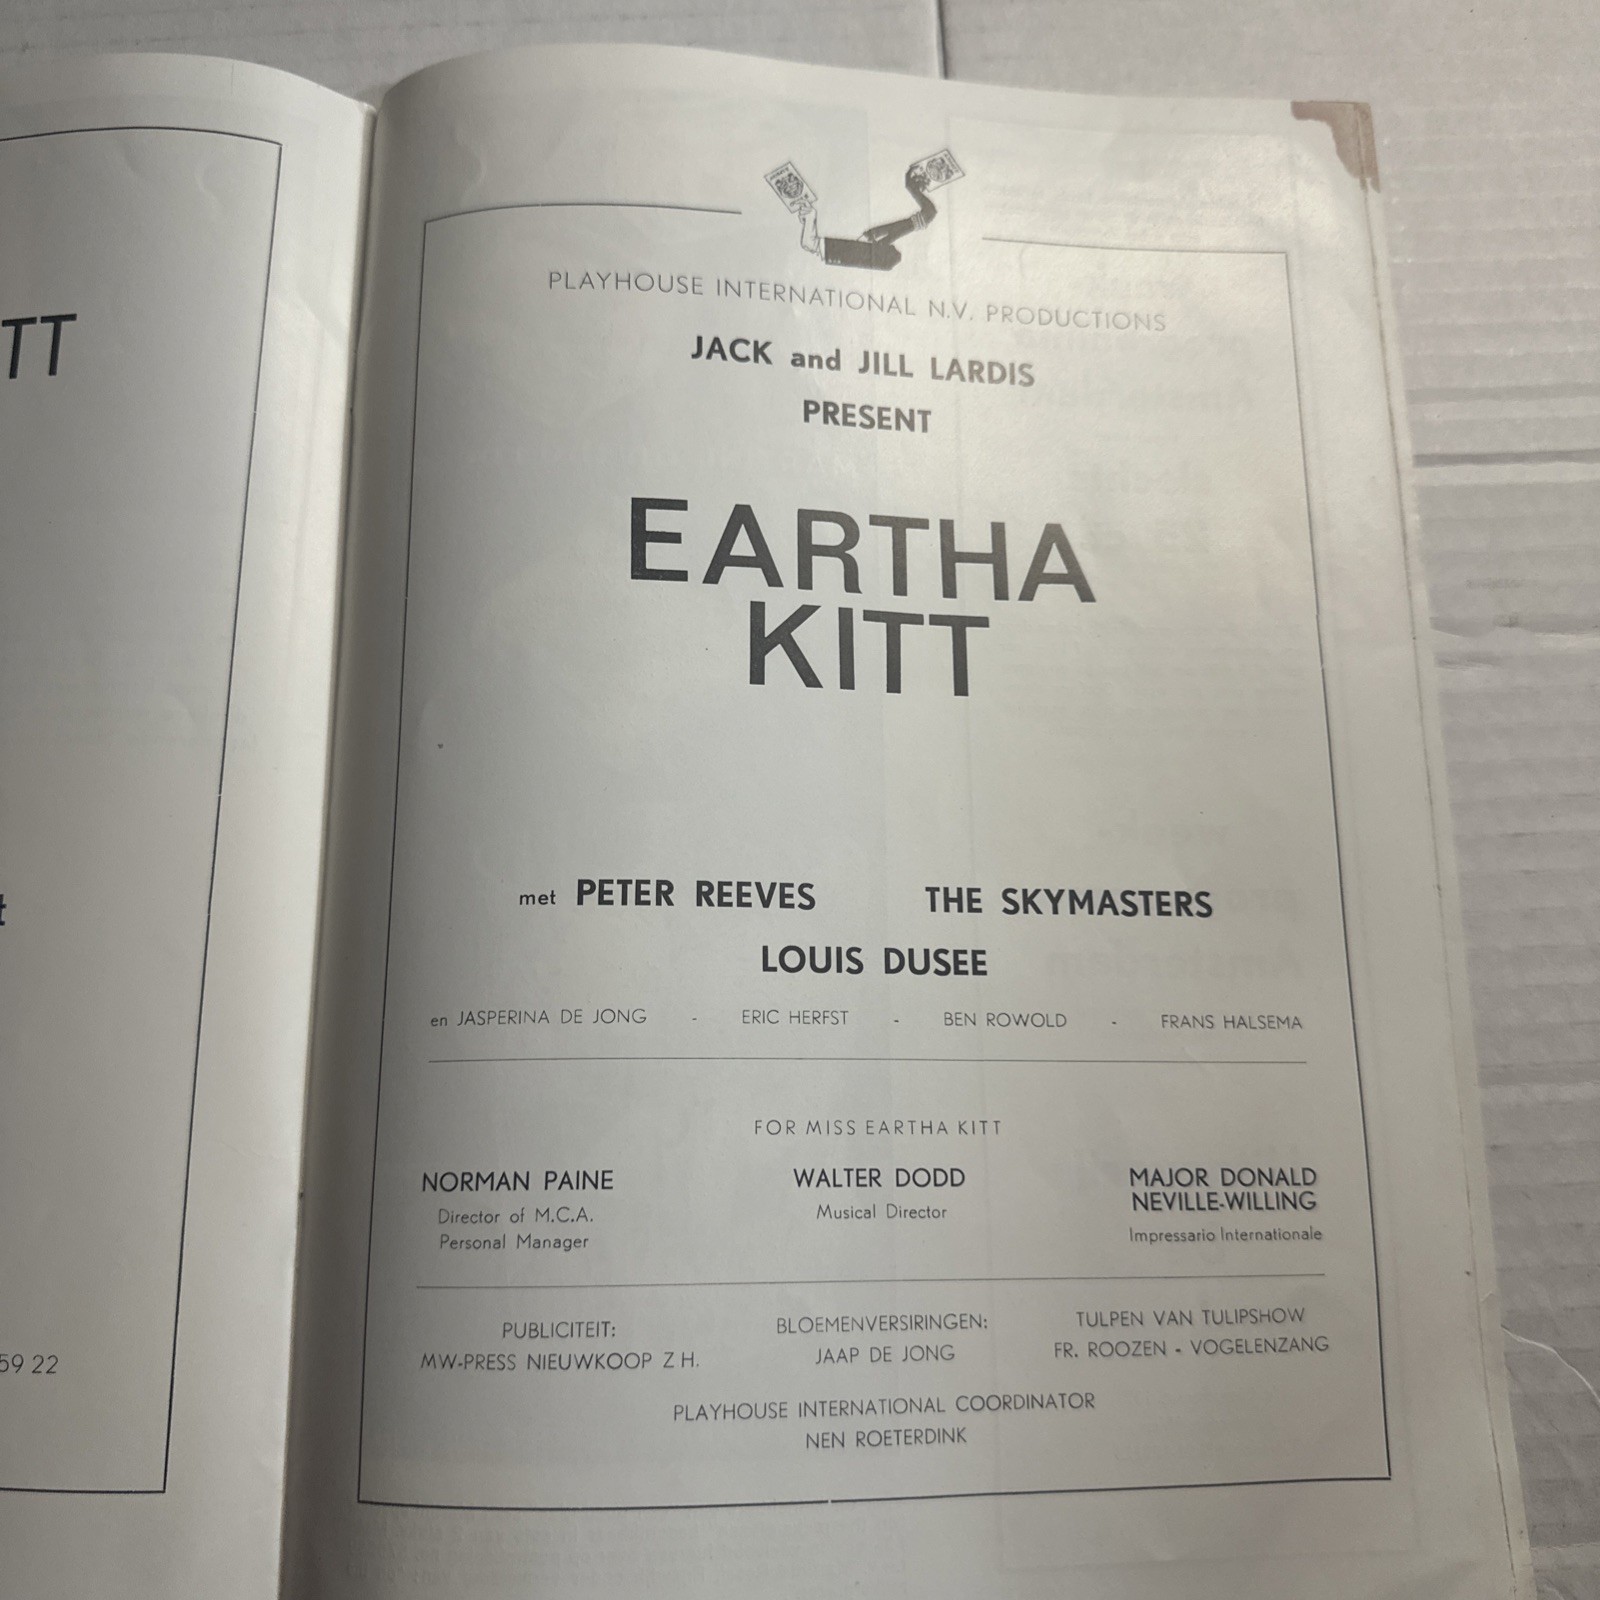 TT
t
59 22
PLAYHOUSE INTERNATIONAL N.V. PRODUCTIONS
JACK and JILL LARDIS
PRESENT
EARTHA
KITT
met PETER REEVES THE SKYMASTERS
LOUIS DUSEE
en JASPERINA DE JONG - ERIC HERFST - BEN ROWOLD - FRANS HALSEMA
FOR MISS EARTHA KITT
NORMAN PAINE
Director of M.C.A.
Personal Manager
WALTER DODD
Musical Director
MAJOR DONALD
NEVILLE-WILLING
Impressario Internationale
PUBLICITEIT:
MW-PRESS NIEUWKOOP Z H.
BLOEMENVERSIRINGEN:
JAAP DE JONG
TULPEN VAN TULIPSHOW
FR. ROOZEN - VOGELENZANG
PLAYHOUSE INTERNATIONAL COORDINATOR
NEN ROETERDINK